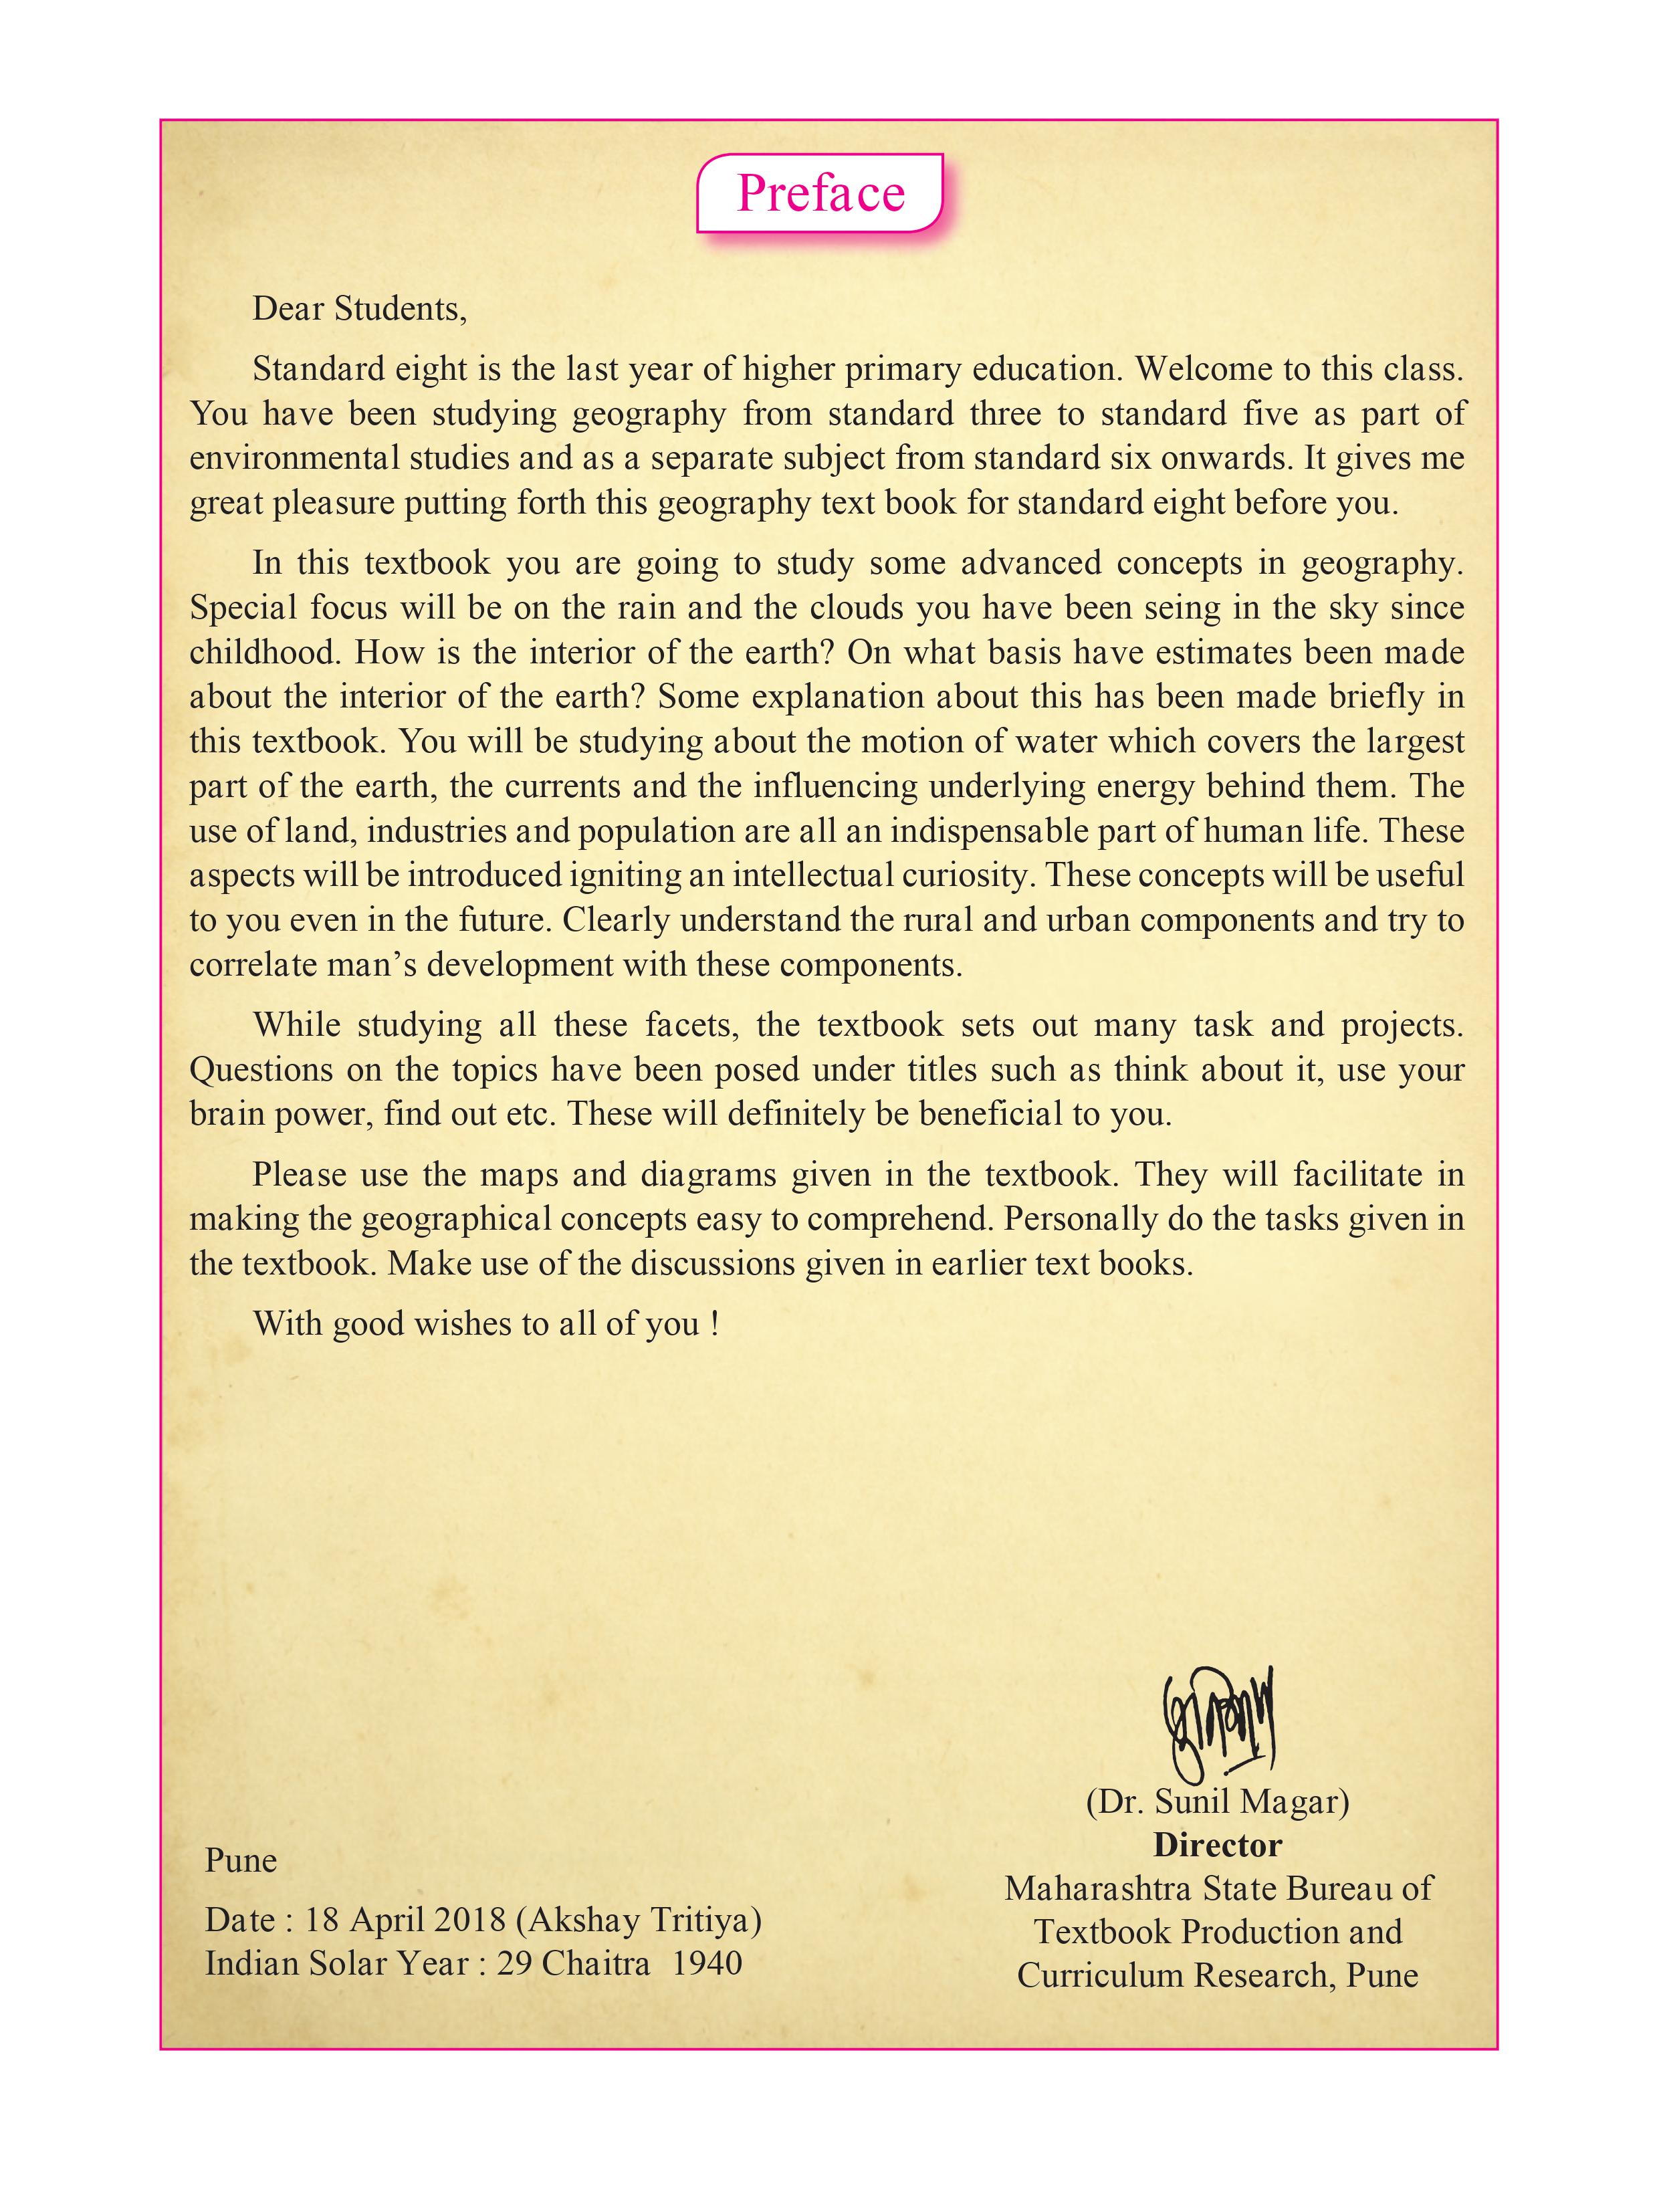 Preface
Dear Students,
Standard eight is the last year of higher primary education. Welcome to this class.
You have been studying geography from standard three to standard five as part of
environmental studies and as a separate subject from standard six onwards. It gives me
great pleasure putting forth this geography text book for standard eight before you.
In this textbook you are going to study some advanced concepts in geography.
Special focus will be on the rain and the clouds you have been seing in the sky since
childhood. How is the interior of the earth? On what basis have estimates been made
about the interior of the earth? Some explanation about this has been made briefly in
this textbook. You will be studying about the motion of water which covers the largest
part of the earth, the currents and the influencing underlying energy behind them. The
use of land, industries and population are all an indispensable part of human life. These
aspects will be introduced igniting an intellectual curiosity. These concepts will be useful
to you even in the future. Clearly understand the rural and urban components and try to
correlate man’s development with these components.
While studying all these facets, the textbook sets out many task and projects.
Questions on the topics have been posed under titles such as think about it, use your
brain power, find out etc. These will definitely be beneficial to you.
Please use the maps and diagrams given in the textbook. They will facilitate in
making the geographical concepts easy to comprehend. Personally do the tasks given in
the textbook. Make use of the discussions given in earlier text books.
With good wishes to all of you !
(Dr. Sunil Magar)
Director
Maharashtra State Bureau of
Textbook Production and
Curriculum Research, Pune
Pune
Date : 18 April 2018 (Akshay Tritiya)
Indian Solar Year : 29 Chaitra 1940